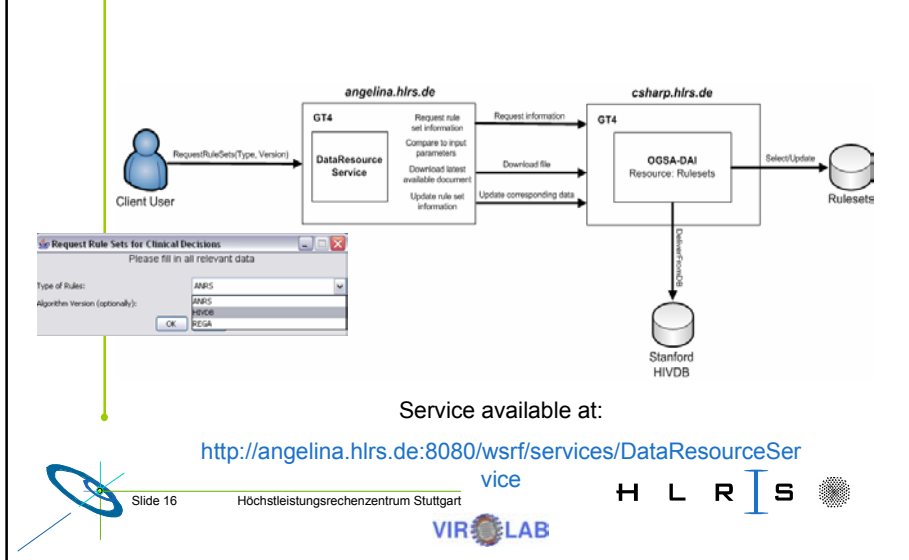 angelina.hlrs.de
csharp.hlrs.de
GT4
Request rule
set information
Compare to input
parameters
Download latest
available document
Update rule set
information
DataResource
Service
RequestRuleSets(Type, Version)
Client User
Request information
Download file
Update corresponding data
GT4
OGSA-DAI
Resource: Rulesets
Select/Update
Rulesets
DeliverFromDB
Stanford
HIVDB
Request Rule Sets for Clinical Decisions
Please fill in all relevant data
Type of Rules:
ANRS
Algorithm Version (optionally):
ANRS
HIVDB
REGA
OK
Service available at:
http://angelina.hlrs.de:8080/wsrf/services/DataResourceSer
vice
Slide 16
Höchstleistungsrechenzentrum Stuttgart
H L R I S
VIROLAB